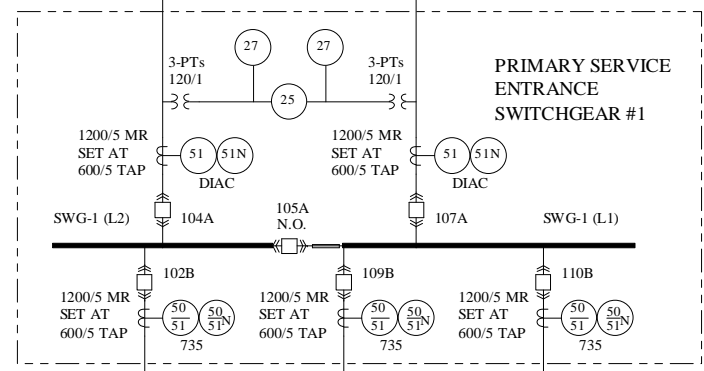 27
27
3-PTs
120/1
3-PTs
120/1
25
PRIMARY SERVICE
ENTRANCE
SWITCHGEAR #1
1200/5 MR
SET AT
600/5 TAP
51
51N
DIAC
1200/5 MR
SET AT
600/5 TAP
51
51N
DIAC
SWG-1 (L2)
104A
105A
N.O.
107A
SWG-1 (L1)
102B
109B
110B
1200/5 MR
SET AT
600/5 TAP
50
51
50
51N
735
1200/5 MR
SET AT
600/5 TAP
50
51
50
51N
735
1200/5 MR
SET AT
600/5 TAP
50
51
50
51N
735